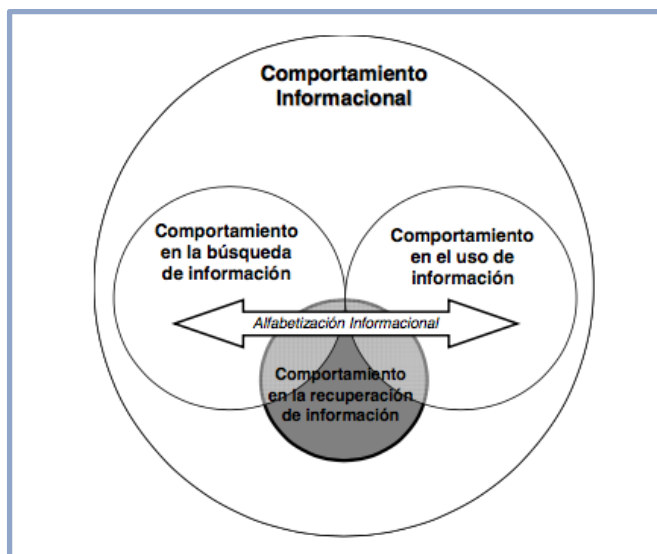 Comportamiento
Informacional
Comportamiento
en la búsqueda
de información
Comportamiento
en el uso de
información
Alfabetización Informacional
Comportamiento
en la recuperación
de información